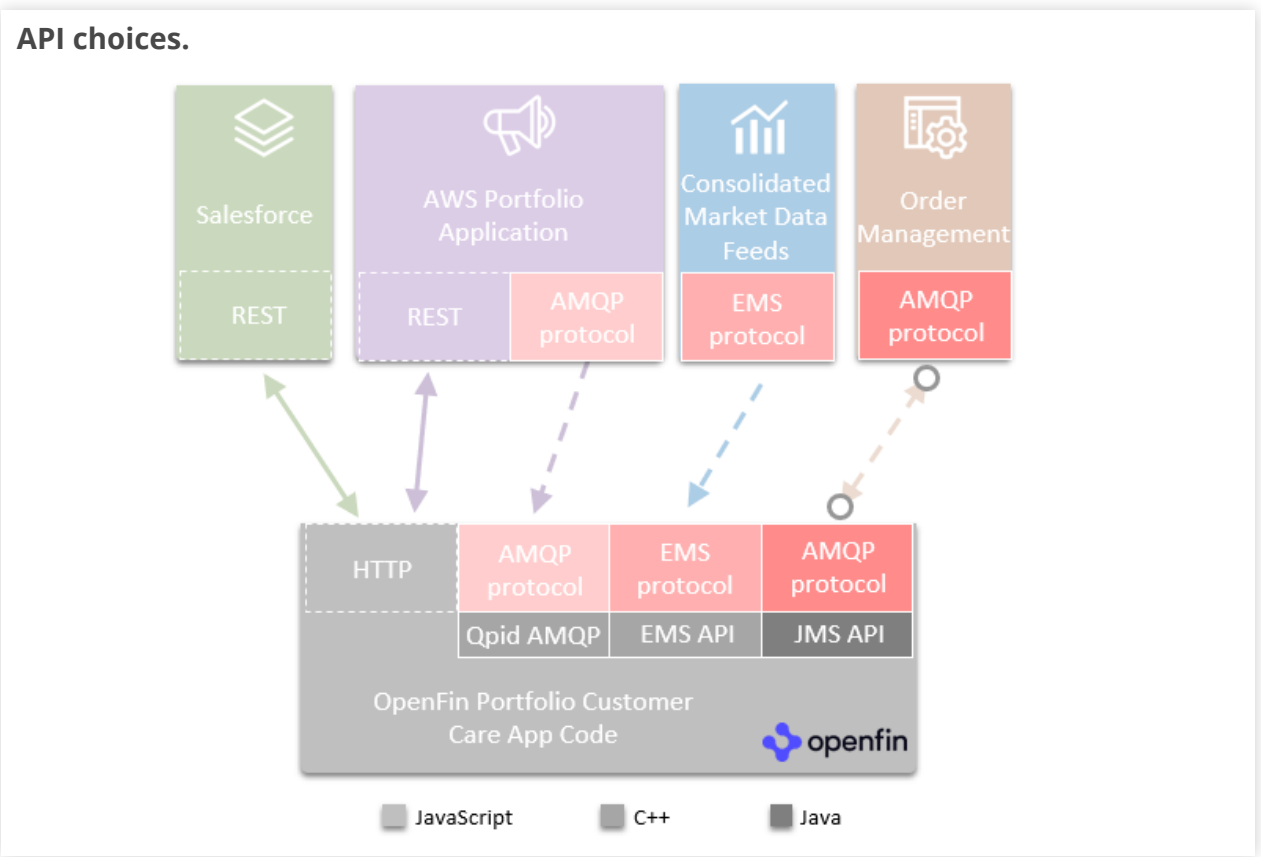 API choices.
Salesforce
REST
AWS Portfolio
Application
REST
AMQP
protocol
Consolidated
Market Data
Feeds
EMS
protocol
Order
Management
AMQP
protocol
HTTP
AMQP
protocol
EMS
protocol
AMQP
protocol
Qpid AMQP
EMS API
JMS API
OpenFin Portfolio Customer
Care App Code
openfin
JavaScript
C++
Java